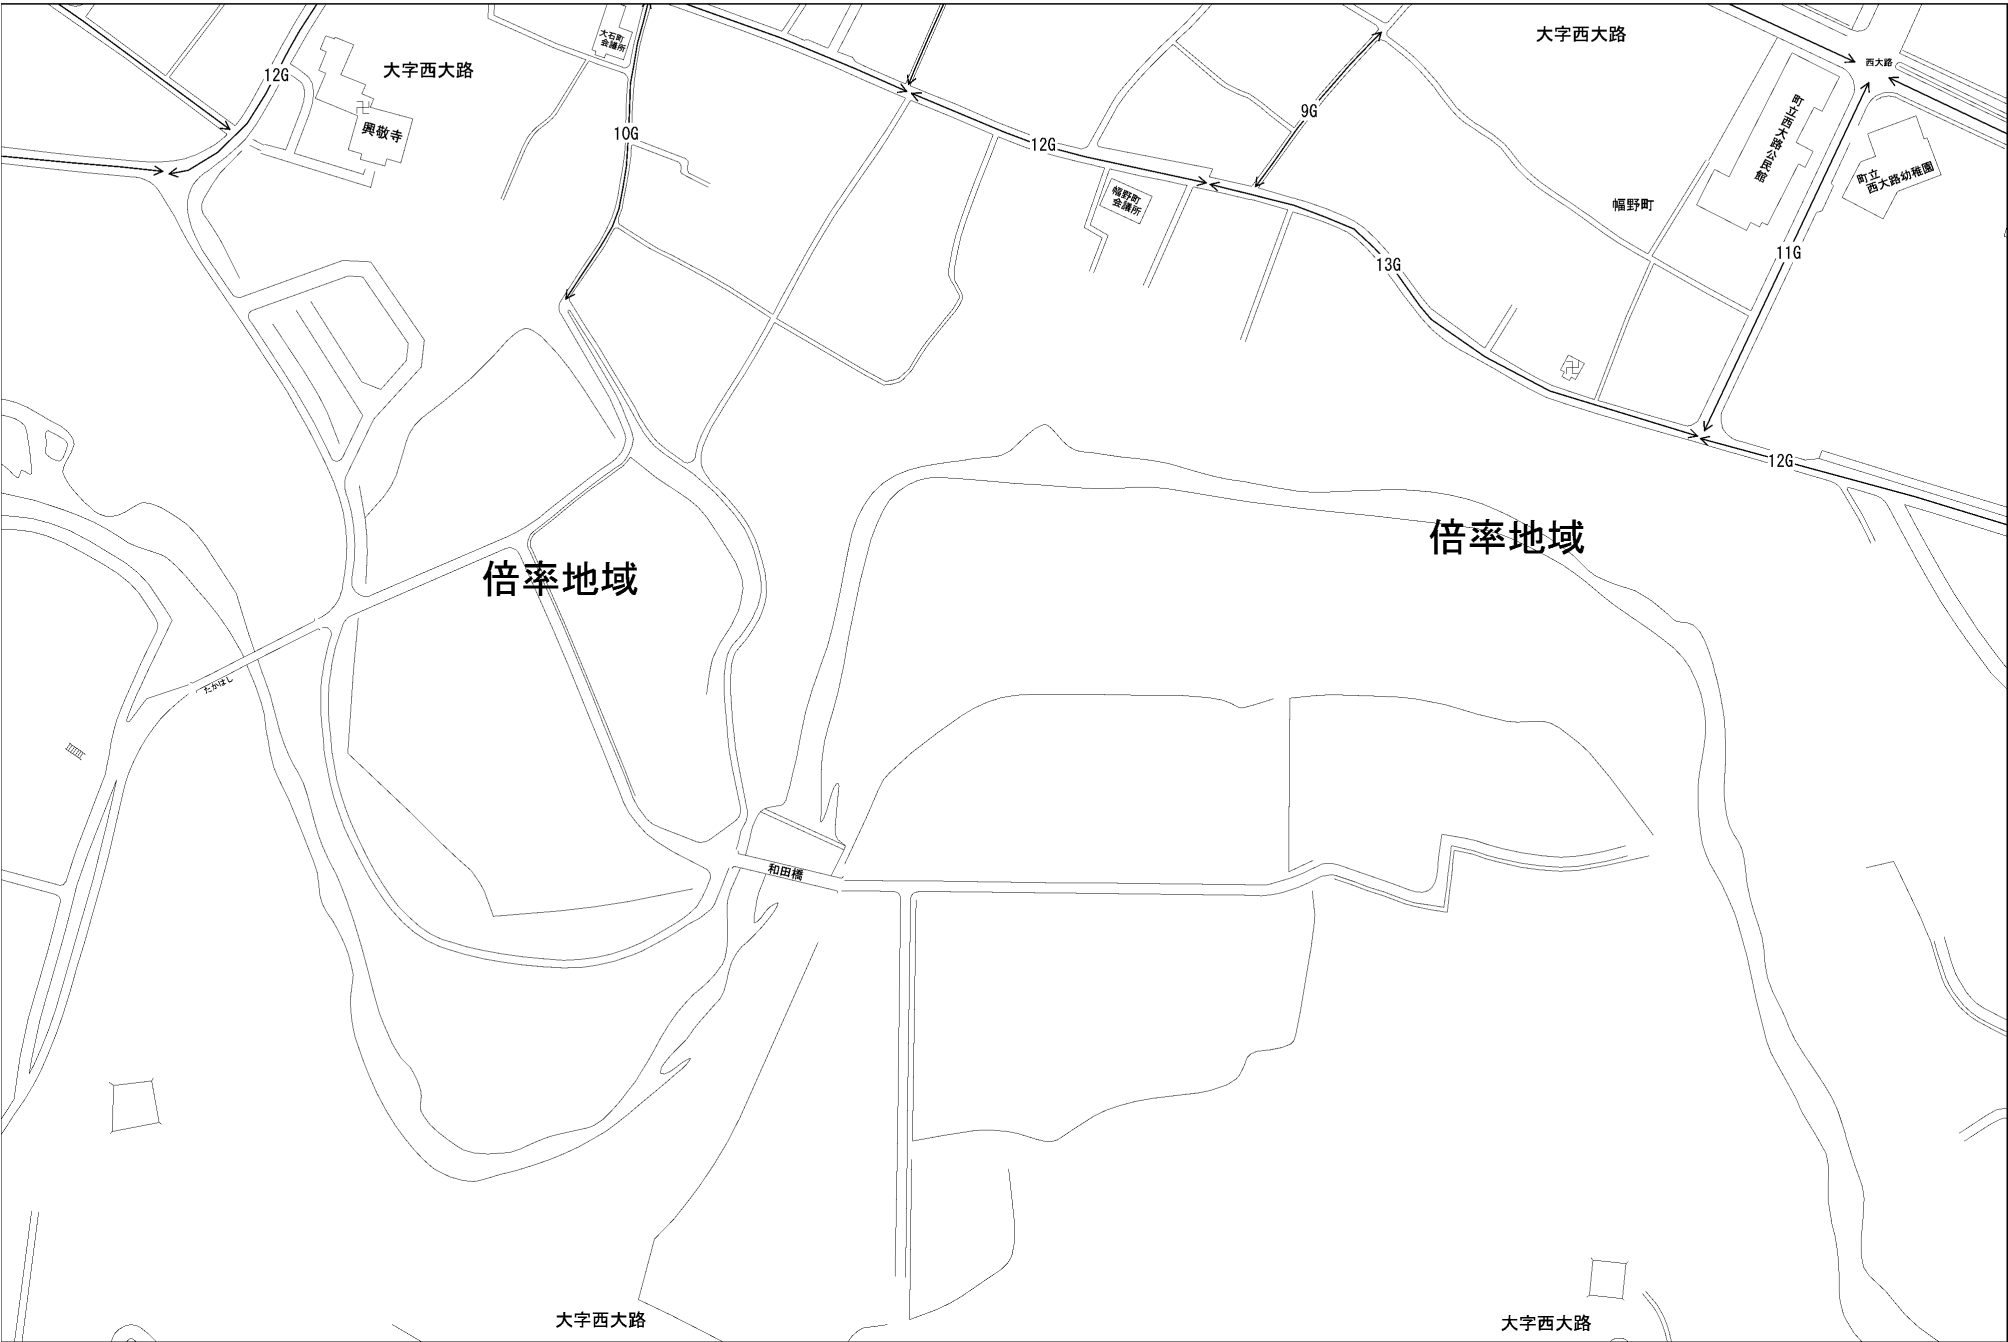 大字西大路
西大路
12G
大石町
会議所
大字西大路
興敬寺
10G
9G
12G
町立西大路公民館
町立
西大路幼稚園
幅野町
会議所
幅野町
13G
11G
12G
倍率地域
倍率地域
たかはし
和田橋
大字西大路
大字西大路